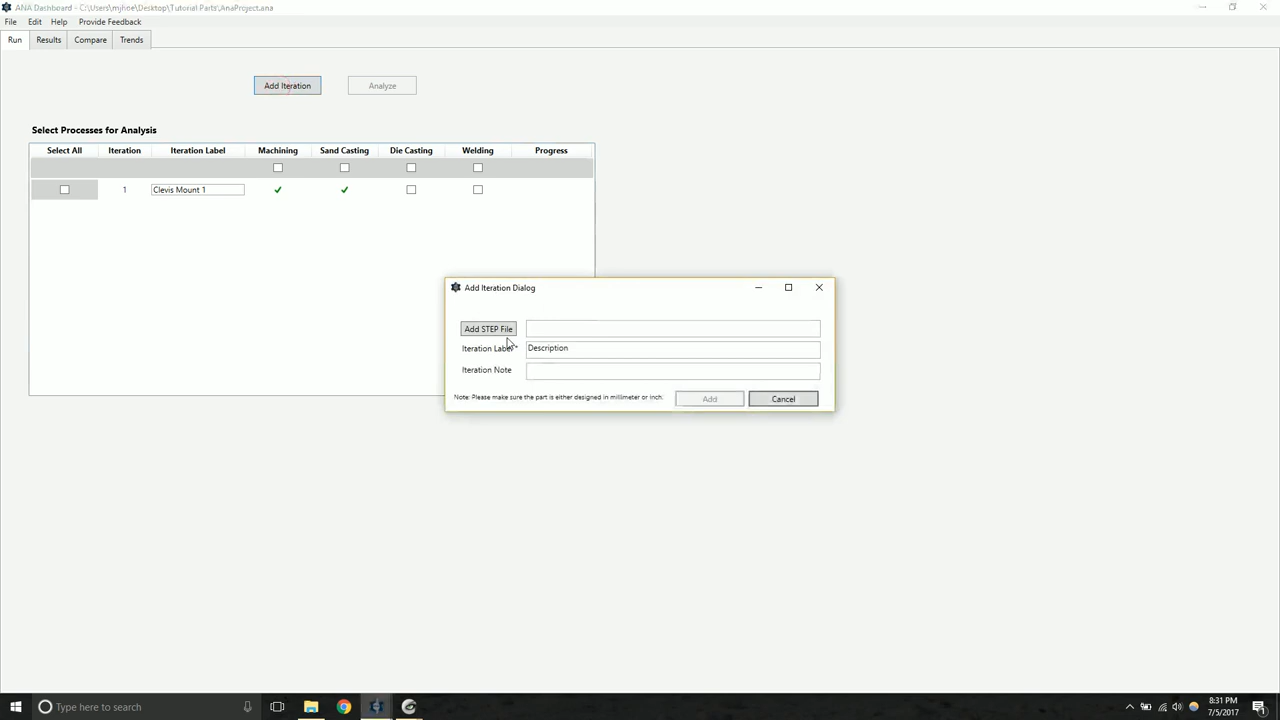 ANA Dashboard - C:\Users\mjhoe\Desktop\Tutorial Parts\AnaProject.ana
File Edit Help Provide Feedback
Run Results Compare Trends
Add Iteration Analyze
Select Processes for Analysis
Select All Iteration Iteration Label Machining Sand Casting Die Casting Welding Progress
1 Clevis Mount 1
Add Iteration Dialog
Add STEP File
Iteration Label* Description
Iteration Note
Note: Please make sure the part is either designed in millimeter or inch. Add Cancel
Type here to search
8:31 PM
7/5/2017